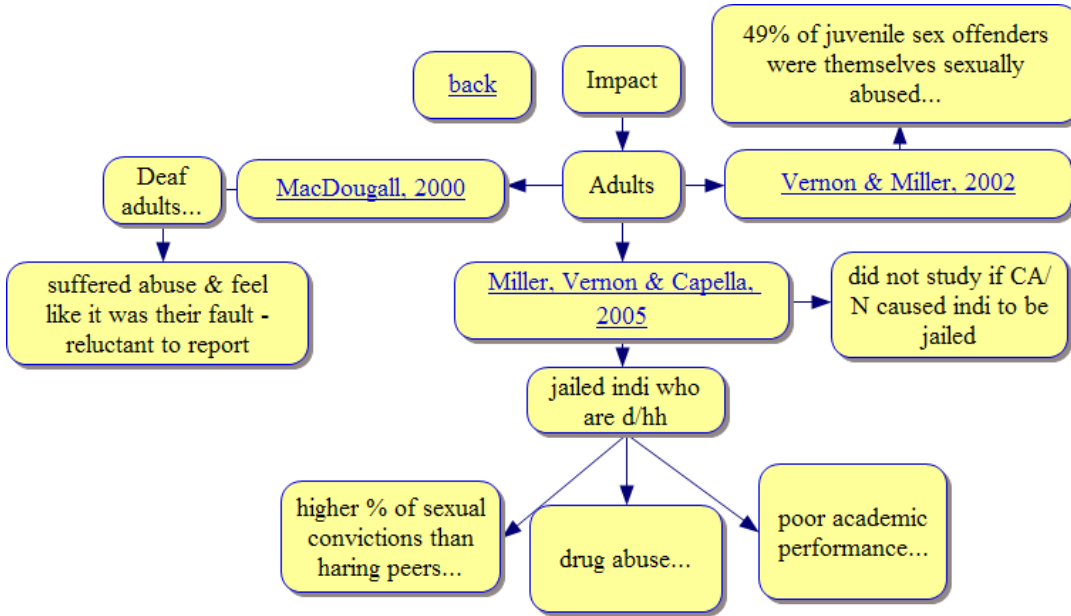 back
Impact
49% of juvenile sex offenders
were themselves sexually
abused...
Deaf
adults...
MacDougall, 2000
Adults
Vernon & Miller, 2002
suffered abuse & feel
like it was their fault -
reluctant to report
Miller, Vernon & Capella,
2005
did not study if CA/
N caused indi to be
jailed
jailed indi who
are d/hh
higher % of sexual
convictions than
haring peers...
drug abuse...
poor academic
performance...